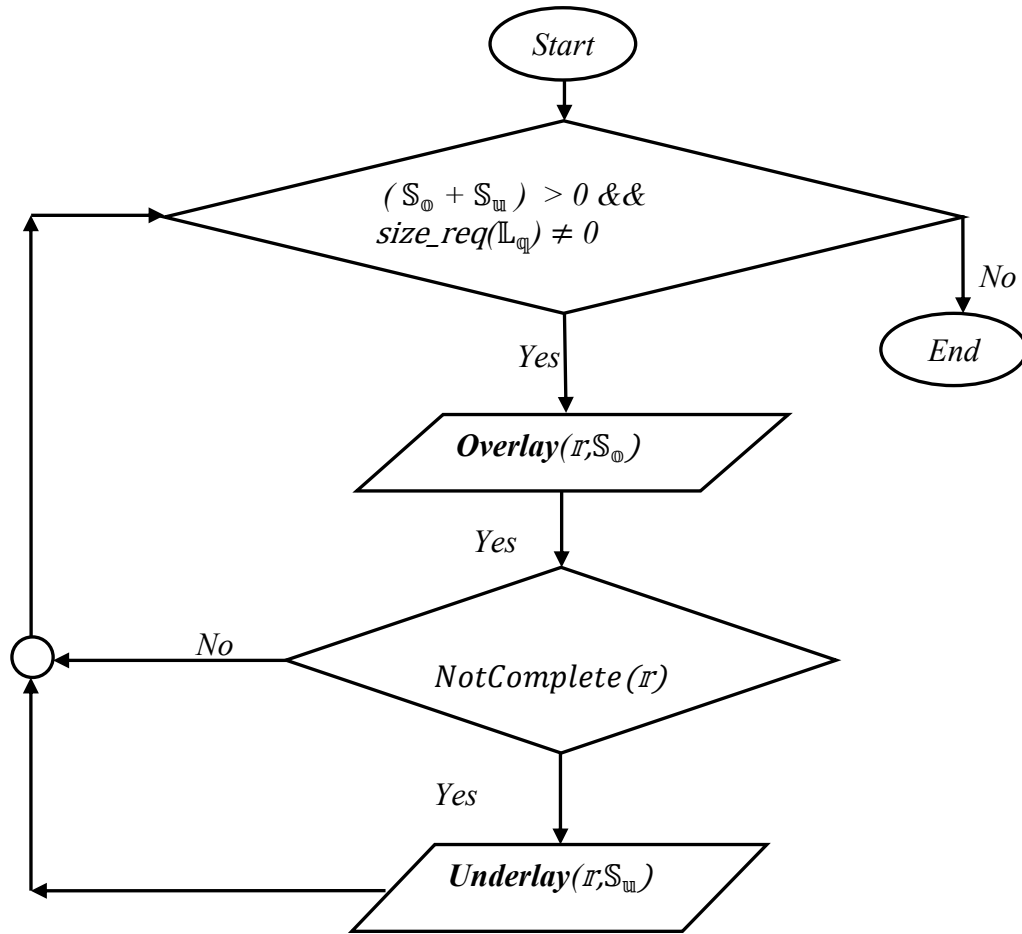 Start
( 𝕊𝕠 + 𝕊𝕦 ) > 0 &&
size_req(𝕃𝕢) ≠ 0
No
End
Yes
Overlay(𝕣,𝕊𝕠)
Yes
No
NotComplete(𝕣)
Yes
Underlay(𝕣,𝕊𝕦)